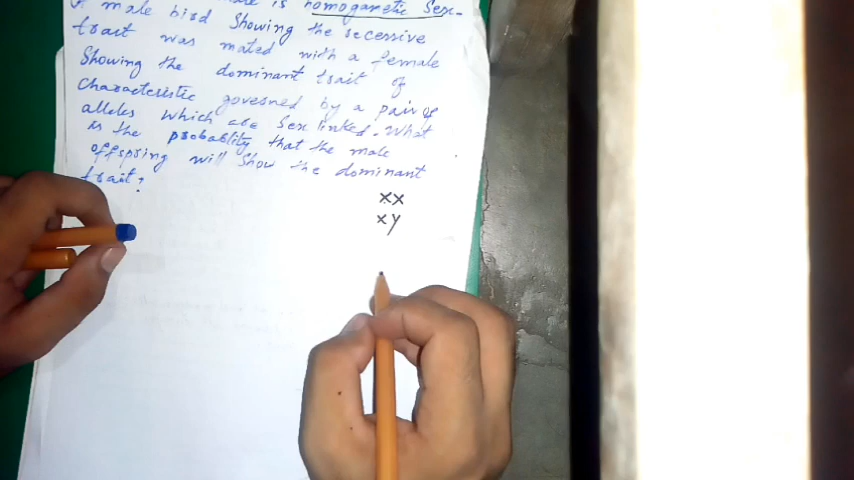 is homogametic Sex-
A male bird Showing the recessive
trait was mated with a female
Showing the dominant trait of
characteristic governed by a pair of
alleles which are Sex linked. What
is the probablity that the male
offspring will Show the dominant
trait?
xx
xy